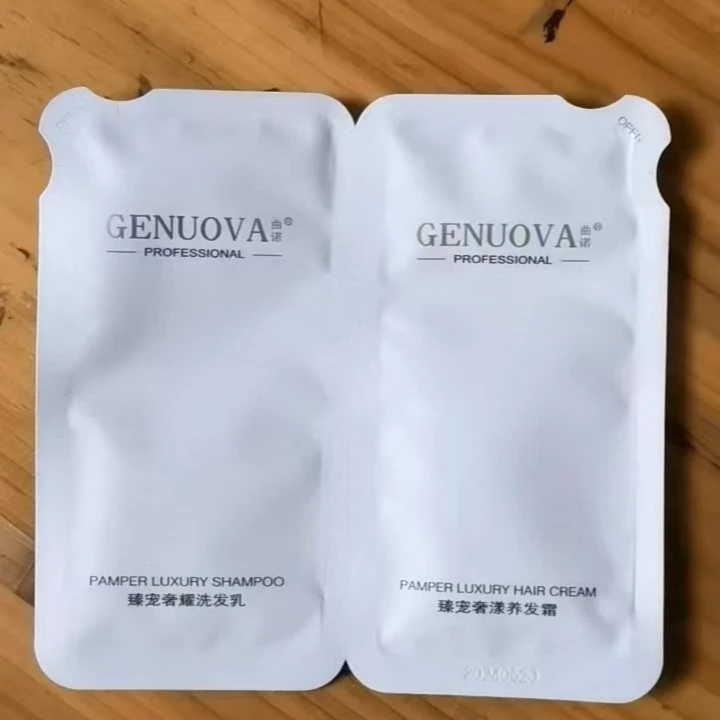 OPEN
GENUOVA曲诺®
PROFESSIONAL
PAMPER LUXURY SHAMPOO
臻宠奢耀洗发乳
OPEN
GENUOVA曲诺®
PROFESSIONAL
PAMPER LUXURY HAIR CREAM
臻宠奢漾养发霜